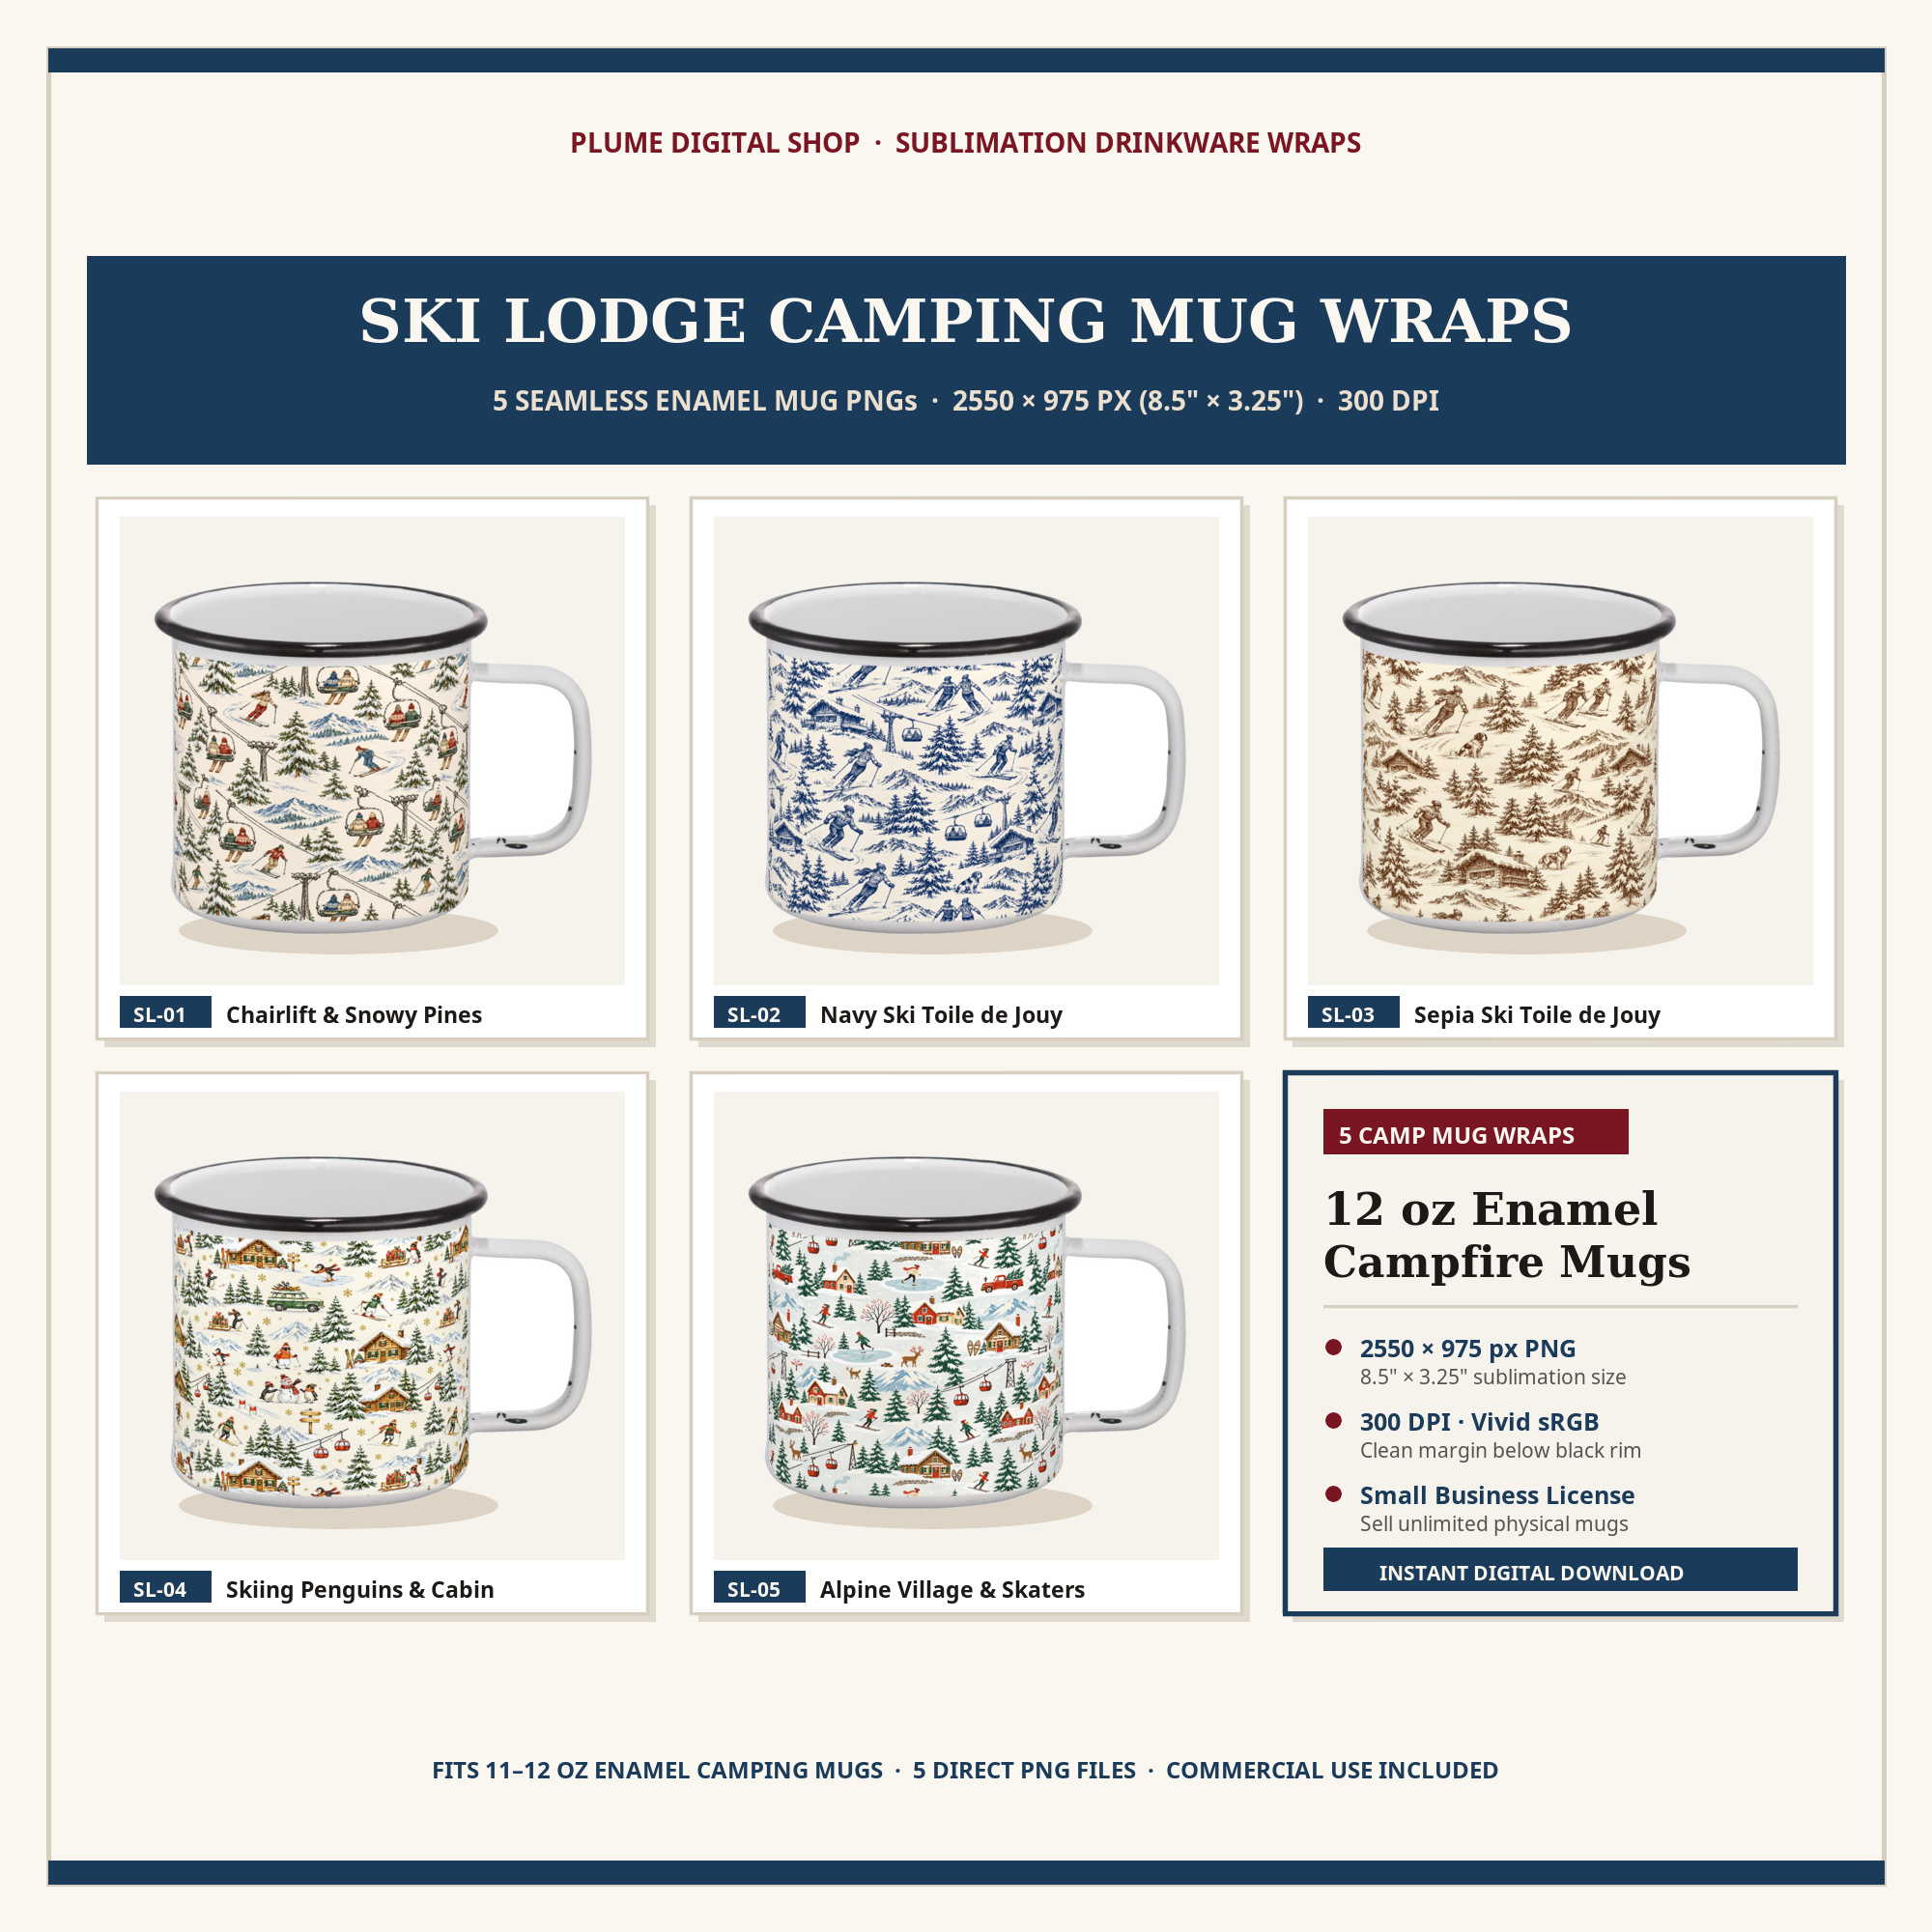 PLUME DIGITAL SHOP · SUBLIMATION DRINKWARE WRAPS
SKI LODGE CAMPING MUG WRAPS
5 SEAMLESS ENAMEL MUG PNGs · 2550 × 975 PX (8.5" × 3.25") · 300 DPI
SL-01 Chairlift & Snowy Pines
SL-02 Navy Ski Toile de Jouy
SL-03 Sepia Ski Toile de Jouy
SL-04 Skiing Penguins & Cabin
SL-05 Alpine Village & Skaters
5 CAMP MUG WRAPS
12 oz Enamel
Campfire Mugs
2550 × 975 px PNG
8.5" × 3.25" sublimation size
300 DPI · Vivid sRGB
Clean margin below black rim
Small Business License
Sell unlimited physical mugs
INSTANT DIGITAL DOWNLOAD
FITS 11–12 OZ ENAMEL CAMPING MUGS · 5 DIRECT PNG FILES · COMMERCIAL USE INCLUDED